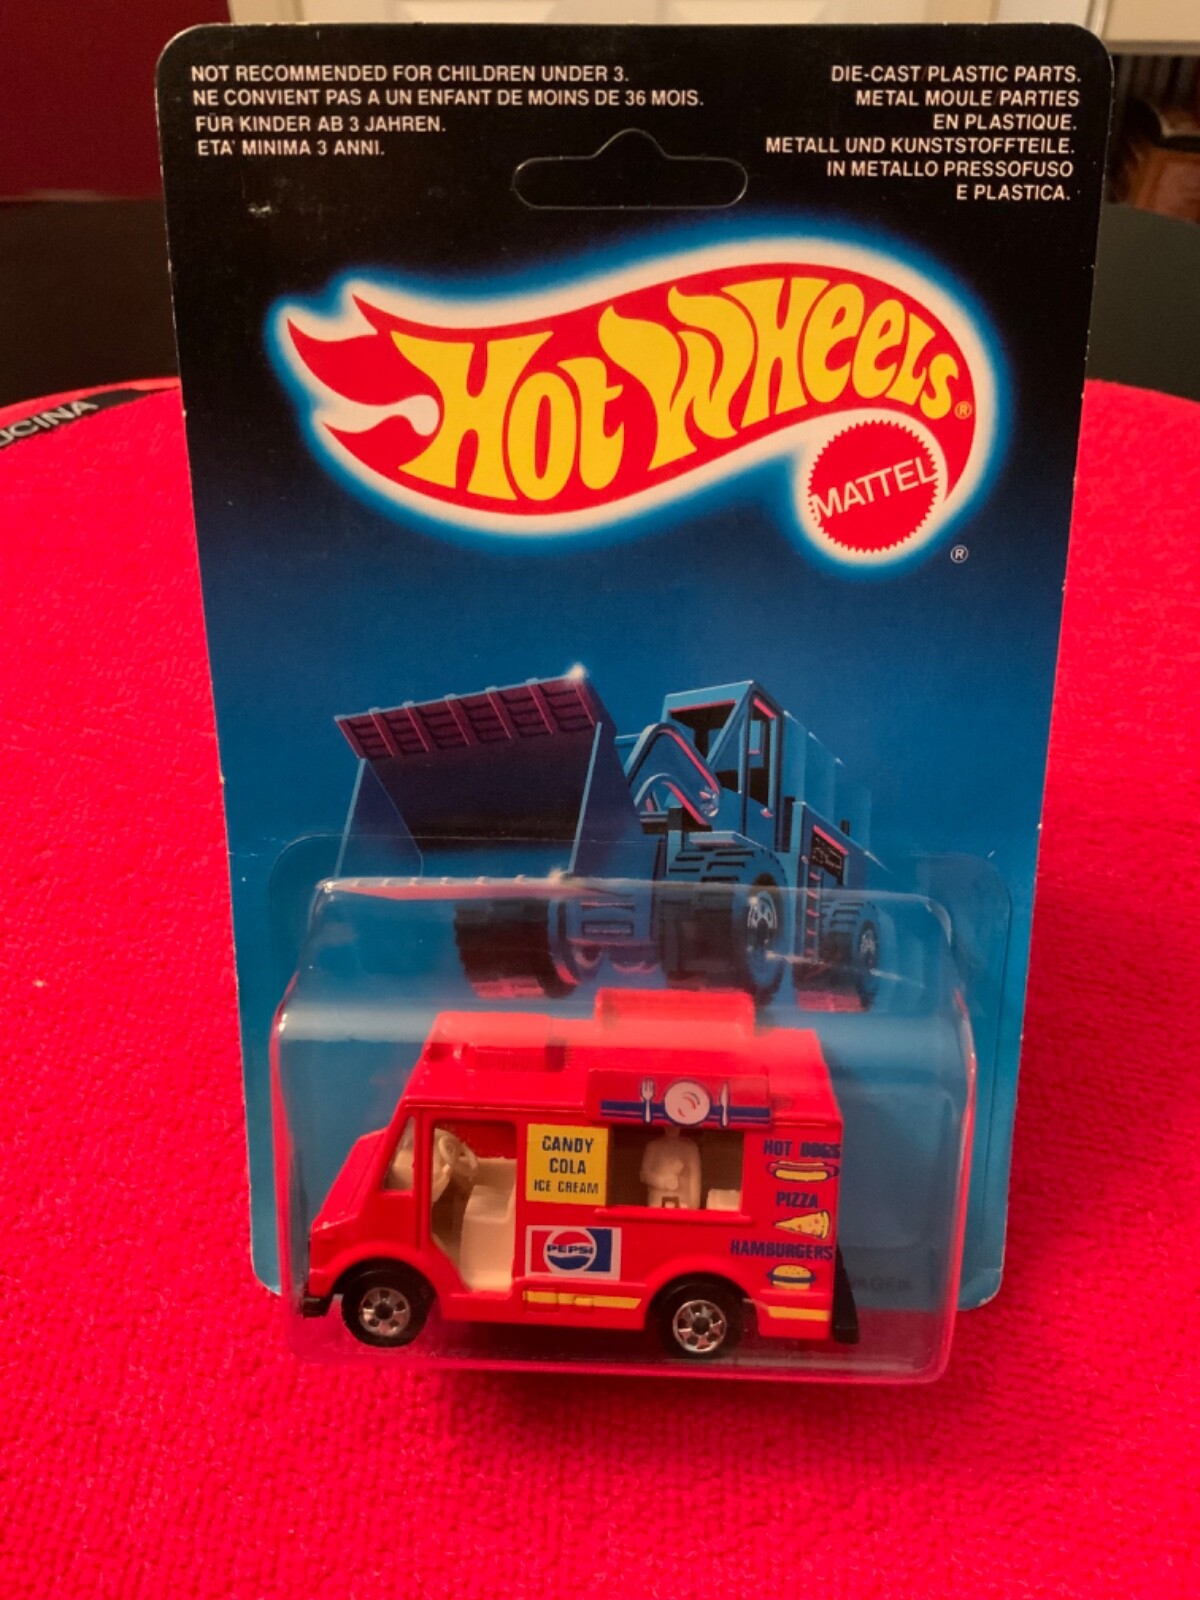 NOT RECOMMENDED FOR CHILDREN UNDER 3.
NE CONVIENT PAS A UN ENFANT DE MOINS DE 36 MOIS.
FÜR KINDER AB 3 JAHREN.
ETA' MINIMA 3 ANNI.
DIE-CAST/PLASTIC PARTS.
METAL MOULE/PARTIES
EN PLASTIQUE.
METALL UND KUNSTSTOFFTEILE.
IN METALLO PRESSOFUSO
E PLASTICA.
HOT WHEELS®
MATTEL
®
CANDY
COLA
ICE CREAM
PEPSI
HOT DOGS
PIZZA
HAMBURGERS